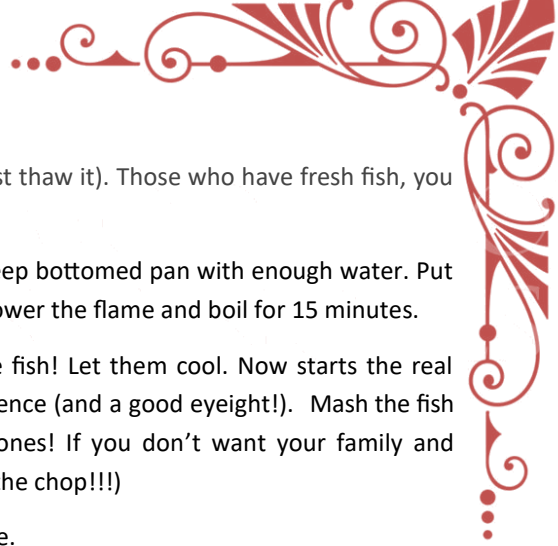 st thaw it). Those who have fresh fish, you
eep bottomed pan with enough water. Put
ower the flame and boil for 15 minutes.
e fish! Let them cool. Now starts the real
ence (and a good eyeight!). Mash the fish
ones! If you don’t want your family and
the chop!!!)
e.